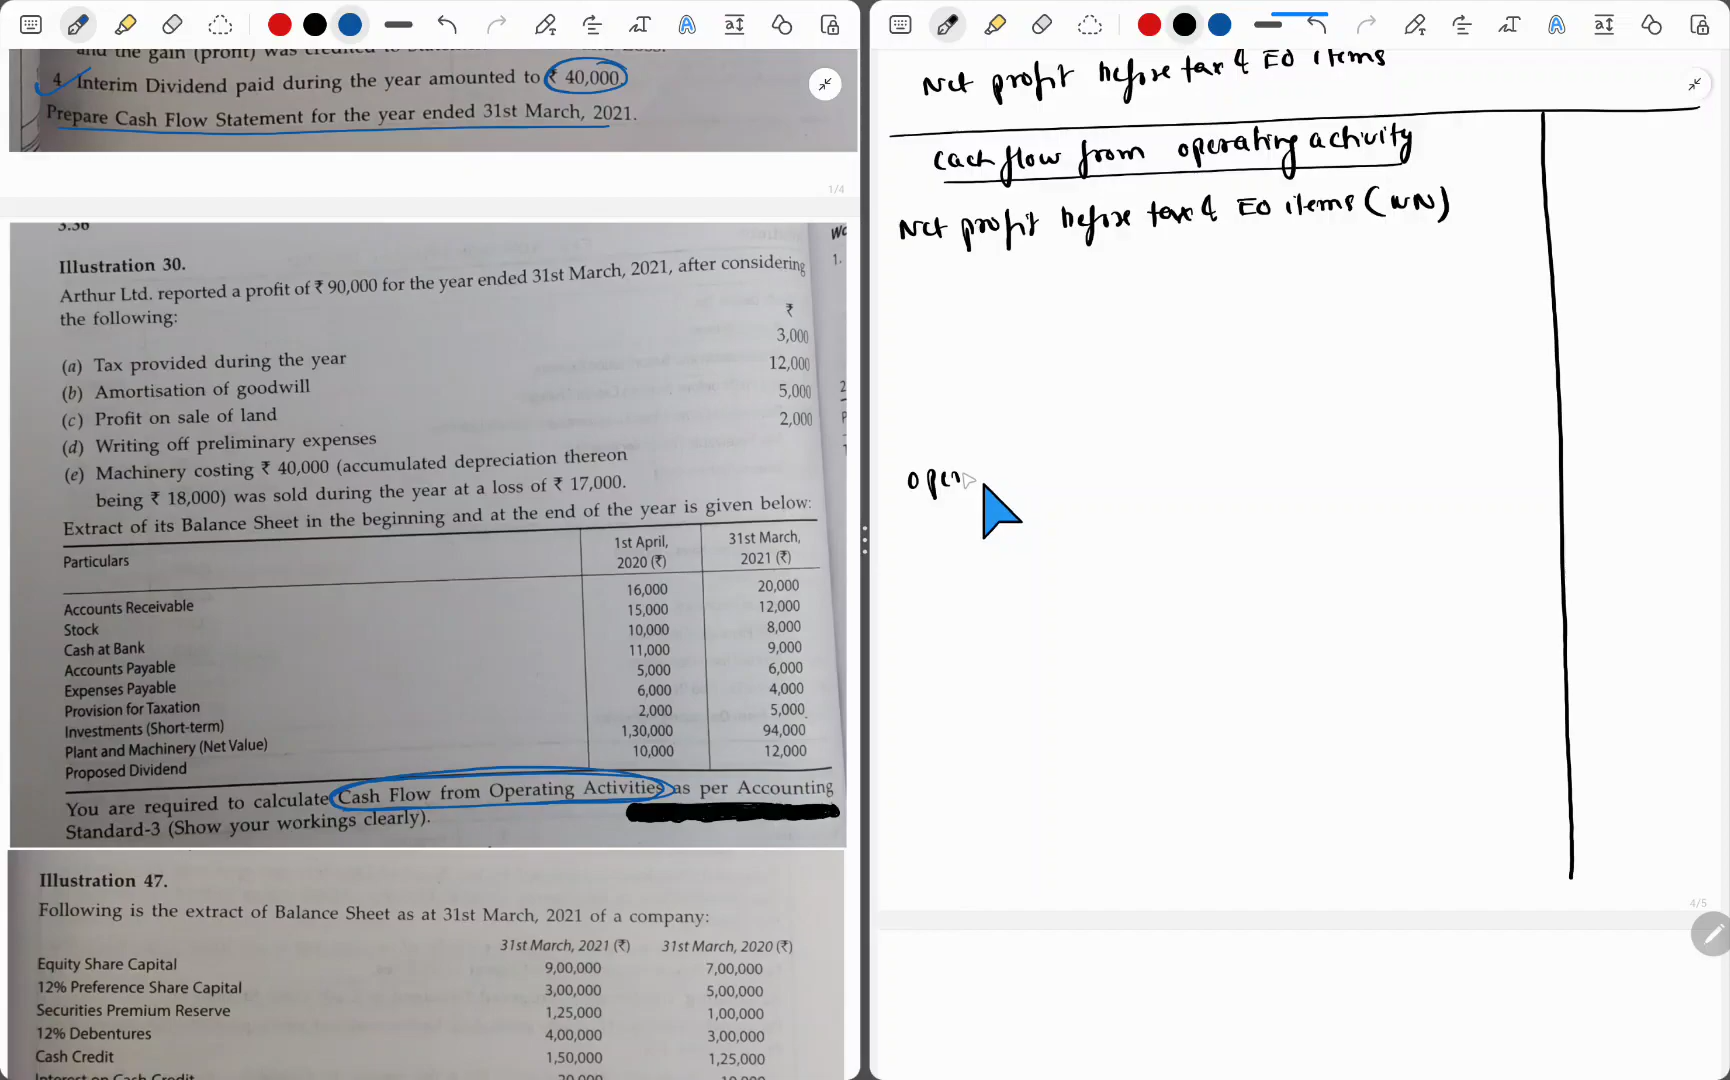 4. Interim Dividend paid during the year amounted to ₹ 40,000.
Prepare Cash Flow Statement for the year ended 31st March, 2021.
1/4
3.36
Illustration 30.
Arthur Ltd. reported a profit of ₹ 90,000 for the year ended 31st March, 2021, after considering
the following:
₹
(a) Tax provided during the year 3,000
(b) Amortisation of goodwill 12,000
(c) Profit on sale of land 5,000
(d) Writing off preliminary expenses 2,000
(e) Machinery costing ₹ 40,000 (accumulated depreciation thereon
being ₹ 18,000) was sold during the year at a loss of ₹ 17,000.
Extract of its Balance Sheet in the beginning and at the end of the year is given below:
Particulars 1st April, 2020 (₹) 31st March, 2021 (₹)
Accounts Receivable 16,000 20,000
Stock 15,000 12,000
Cash at Bank 10,000 8,000
Accounts Payable 11,000 9,000
Expenses Payable 5,000 6,000
Provision for Taxation 6,000 4,000
Investments (Short-term) 2,000 5,000
Plant and Machinery (Net Value) 1,30,000 94,000
Proposed Dividend 10,000 12,000
You are required to calculate Cash Flow from Operating Activities as per Accounting
Standard-3 (Show your workings clearly).
Illustration 47.
Following is the extract of Balance Sheet as at 31st March, 2021 of a company:
31st March, 2021 (₹) 31st March, 2020 (₹)
Equity Share Capital 9,00,000 7,00,000
12% Preference Share Capital 3,00,000 5,00,000
Securities Premium Reserve 1,25,000 1,00,000
12% Debentures 4,00,000 3,00,000
Cash Credit 1,50,000 1,25,000
Net profit before tax & EO items
Cash flow from operating activity
Net profit before tax & EO items (WN)
oper
4/5